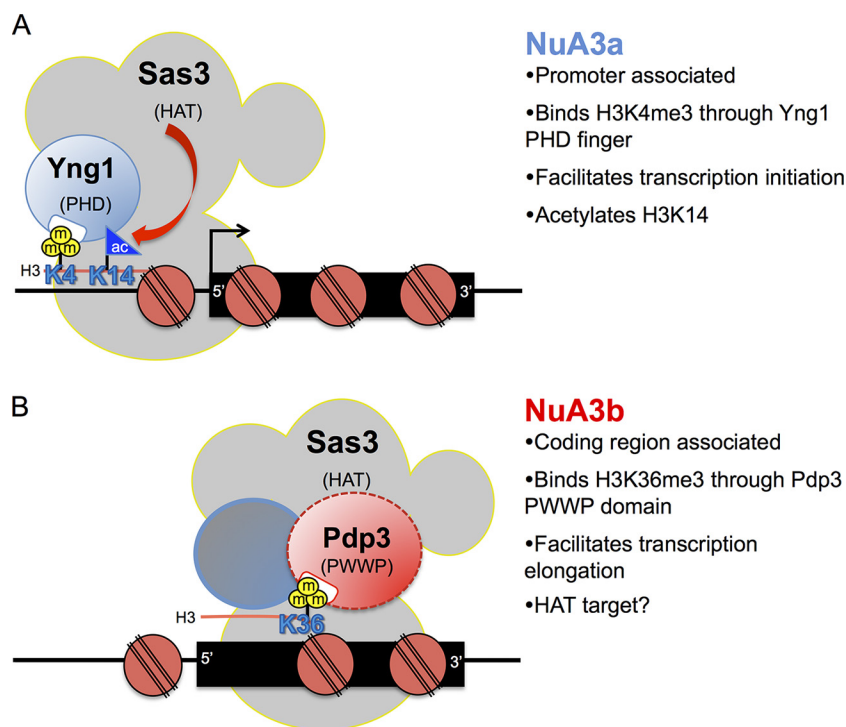 A
NuA3a
•Promoter associated
•Binds H3K4me3 through Yng1
PHD finger
•Facilitates transcription initiation
•Acetylates H3K14
Sas3
(HAT)
Yng1
(PHD)
m
m m
ac
H3 K4 K14
5’ 3’
B
NuA3b
•Coding region associated
•Binds H3K36me3 through Pdp3
PWWP domain
•Facilitates transcription
elongation
•HAT target?
Sas3
(HAT)
Pdp3
(PWWP)
m
m m
H3 K36
5’ 3’